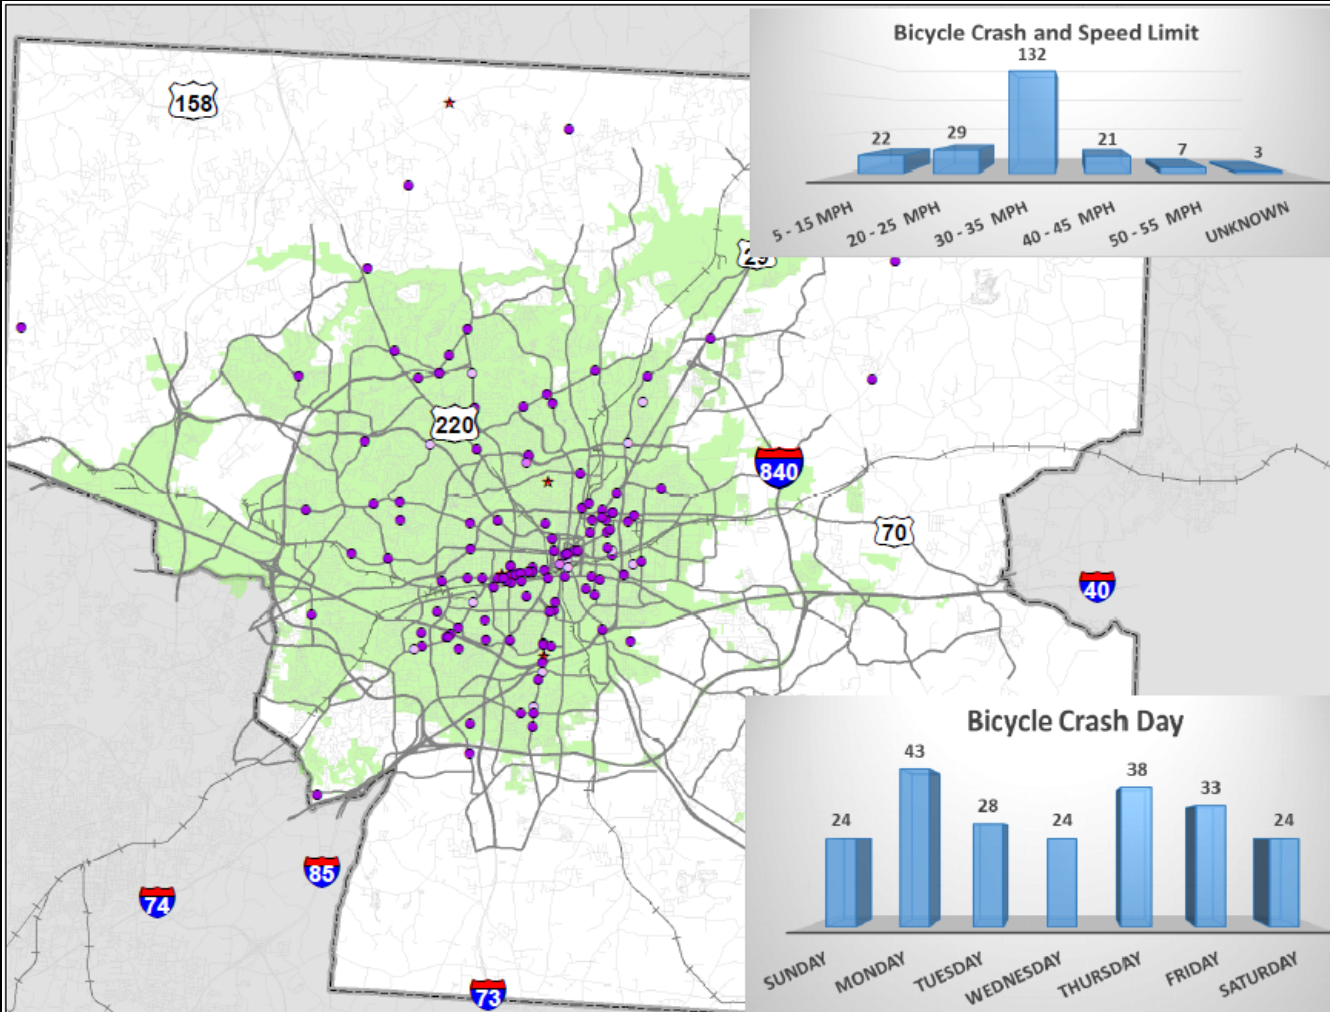 Bicycle Crash and Speed Limit
132
22
29
21
7
3
5 - 15 MPH
20 - 25 MPH
30 - 35 MPH
40 - 45 MPH
50 - 55 MPH
UNKNOWN
158
29
220
840
70
40
85
74
73
Bicycle Crash Day
24
43
28
24
38
33
24
SUNDAY
MONDAY
TUESDAY
WEDNESDAY
THURSDAY
FRIDAY
SATURDAY